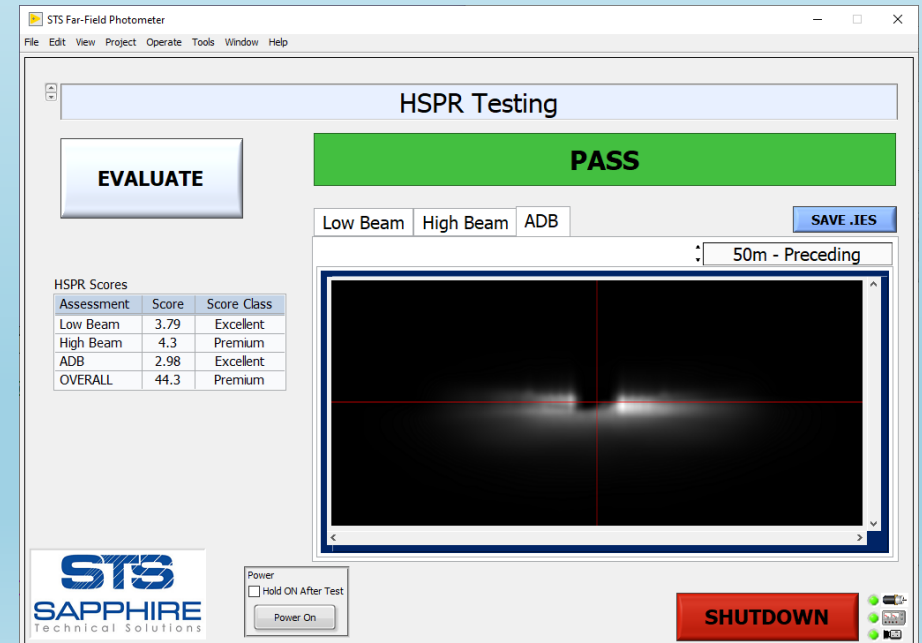 STS Far-Field Photometer
File Edit View Project Operate Tools Window Help
HSPR Testing
EVALUATE
PASS
Low Beam High Beam ADB
SAVE .IES
50m - Preceding
HSPR Scores
Assessment Score Score Class
Low Beam 3.79 Excellent
High Beam 4.3 Premium
ADB 2.98 Excellent
OVERALL 44.3 Premium
STS
SAPPHIRE
Technical Solutions
Power
Hold ON After Test
Power On
SHUTDOWN